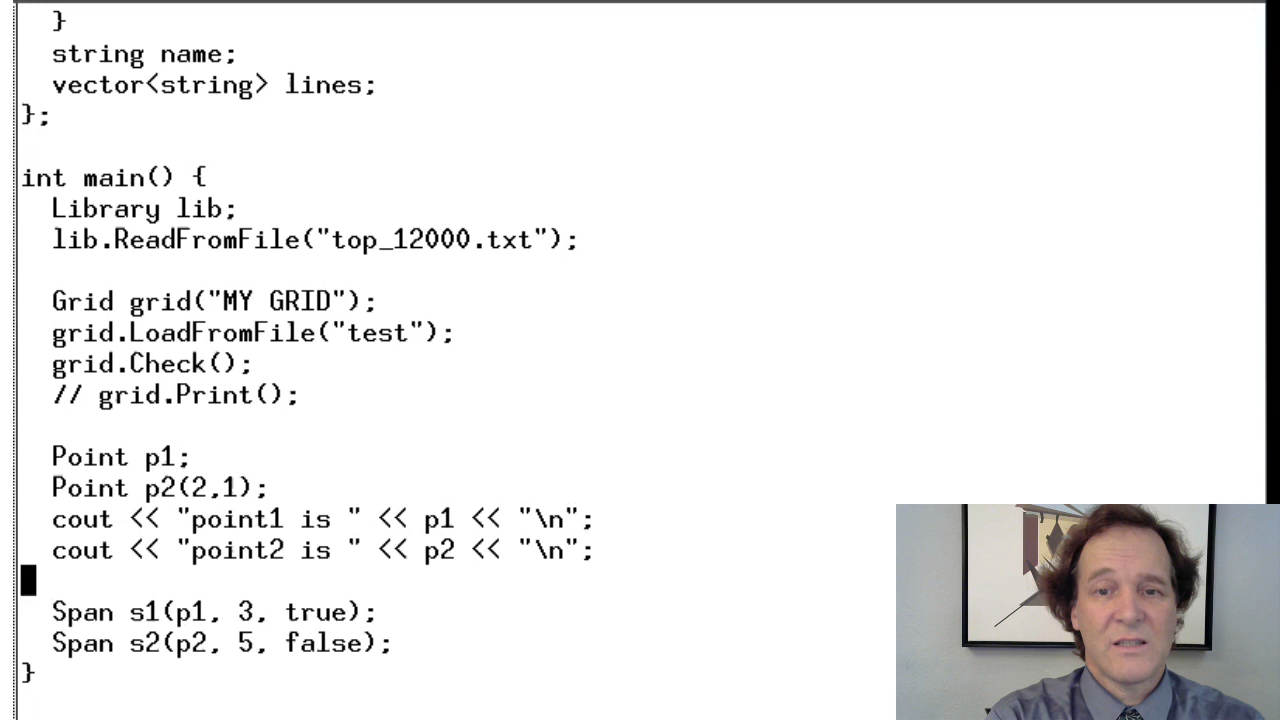 }
string name;
vector<string> lines;
};
int main() {
Library lib;
lib.ReadFromFile("top_12000.txt");
Grid grid("MY GRID");
grid.LoadFromFile("test");
grid.Check();
// grid.Print();
Point p1;
Point p2(2,1);
cout << "point1 is " << p1 << "\n";
cout << "point2 is " << p2 << "\n";
Span s1(p1, 3, true);
Span s2(p2, 5, false);
}